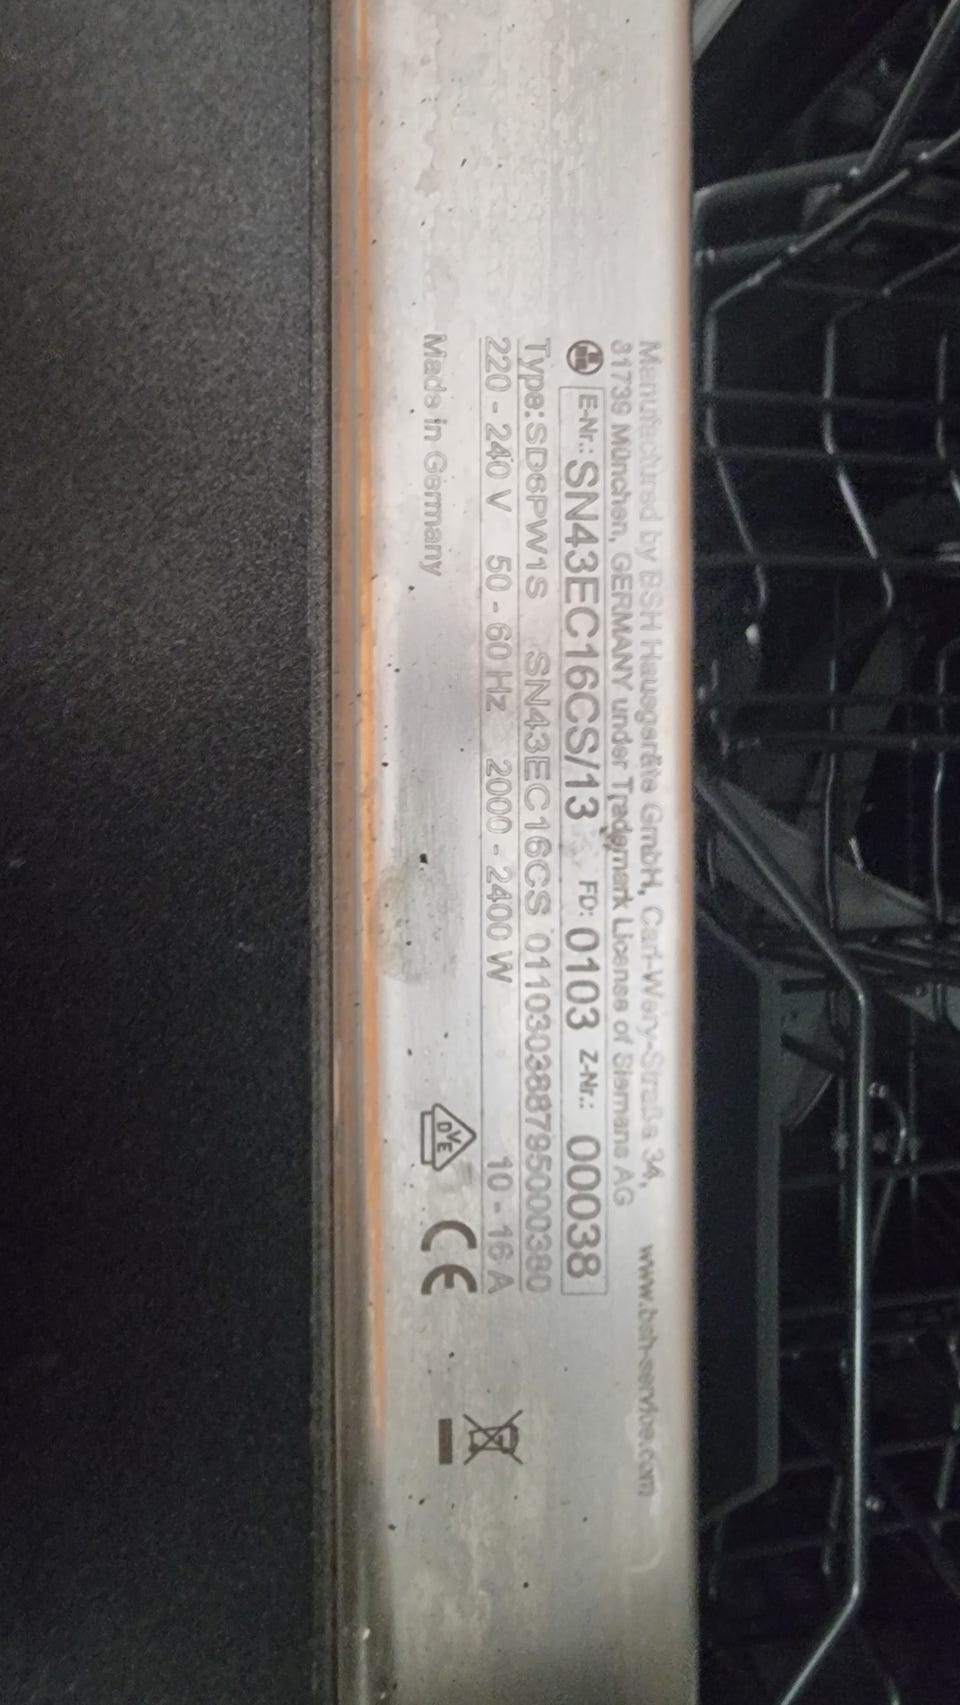 Manufactured by BSH Hausgeräte GmbH, Carl-Wery-Straße 34, www.bsh-service.com
81739 München, GERMANY under Trademark License of Siemens AG
E-Nr.: SN43EC16CS/13 FD: 0103 Z-Nr.: 00038
Type: SD6PW1S SN43EC16CS 011030388795000380
220 - 240 V 50 - 60 Hz 2000 - 2400 W 10 - 16 A
Made in Germany
DVE
CE